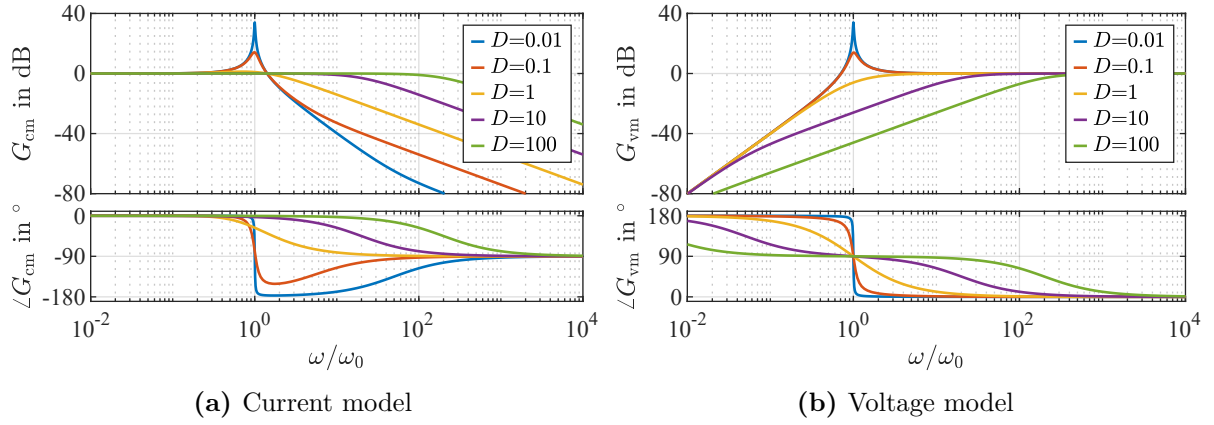 40
0
-40
-80
G_cm in dB
D=0.01
D=0.1
D=1
D=10
D=100
0
-90
-180
∠G_cm in °
10^-2
10^0
10^2
10^4
ω/ω_0
(a) Current model
40
0
-40
-80
G_vm in dB
D=0.01
D=0.1
D=1
D=10
D=100
180
90
0
∠G_vm in °
10^-2
10^0
10^2
10^4
ω/ω_0
(b) Voltage model